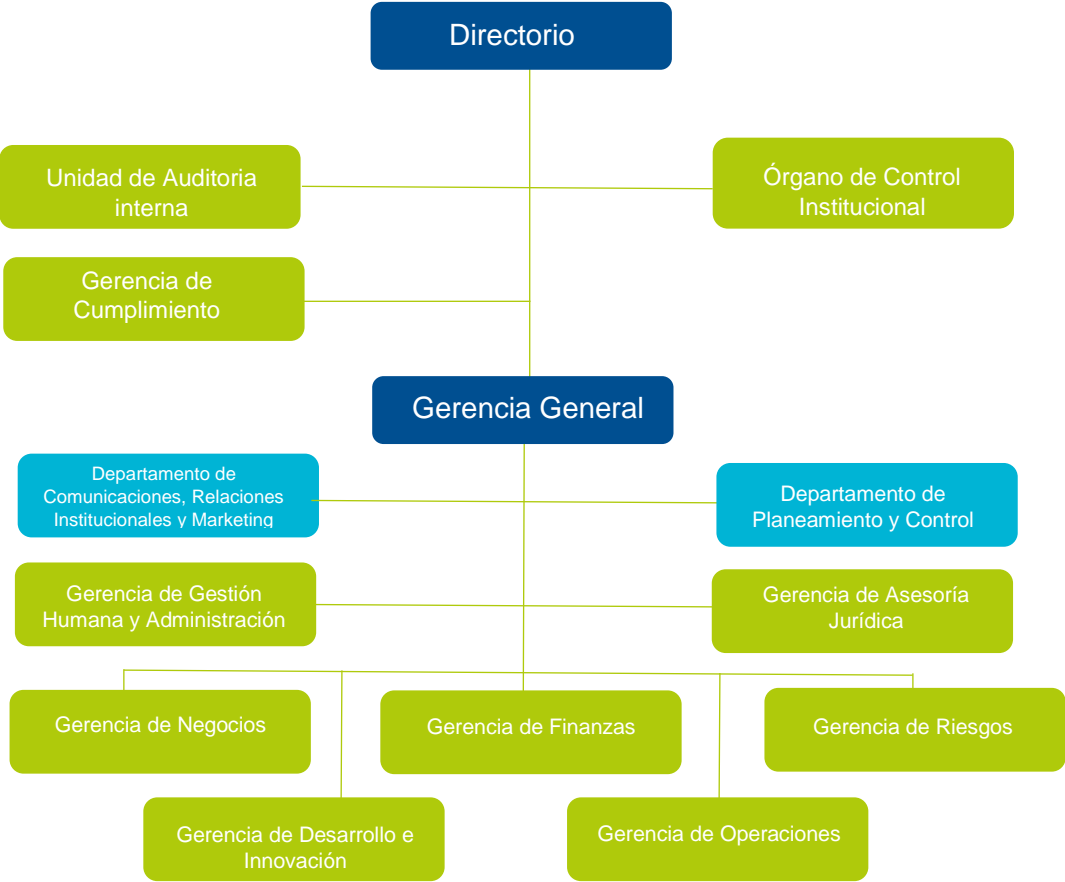 Directorio
Unidad de Auditoria
interna
Órgano de Control
Institucional
Gerencia de
Cumplimiento
Gerencia General
Departamento de
Comunicaciones, Relaciones
Institucionales y Marketing
Departamento de
Planeamiento y Control
Gerencia de Gestión
Humana y Administración
Gerencia de Asesoría
Jurídica
Gerencia de Negocios
Gerencia de Finanzas
Gerencia de Riesgos
Gerencia de Desarrollo e
Innovación
Gerencia de Operaciones